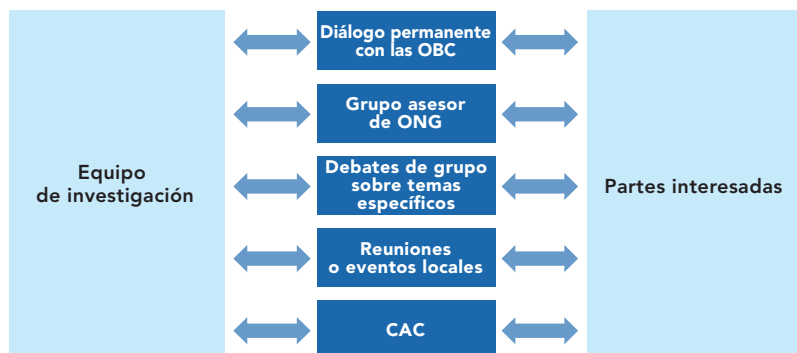 Equipo
de investigación
Diálogo permanente
con las OBC
Grupo asesor
de ONG
Debates de grupo
sobre temas
específicos
Reuniones
o eventos locales
CAC
Partes interesadas